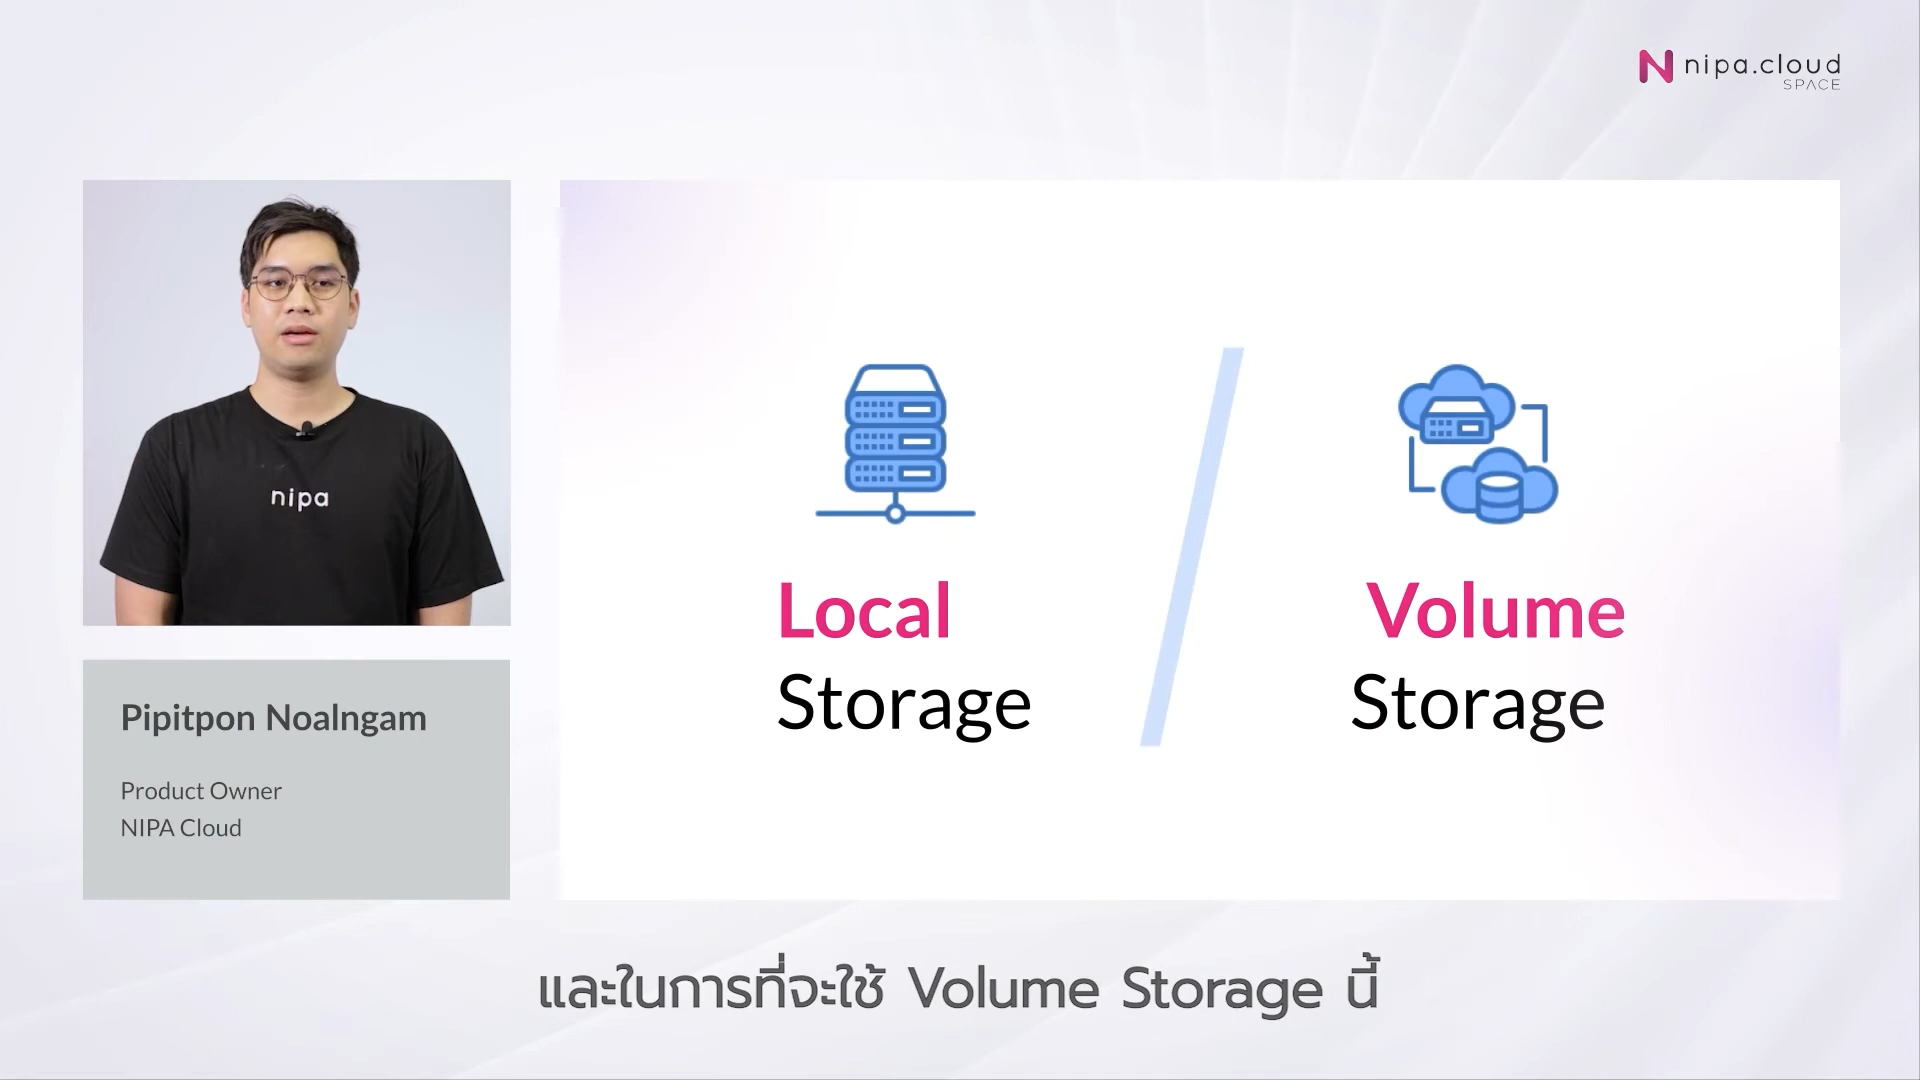 nipa.cloud
SPACE
nipa
Local
Storage
Volume
Storage
Pipitpon Noalngam
Product Owner
NIPA Cloud
และในการที่จะใช้ Volume Storage นี้